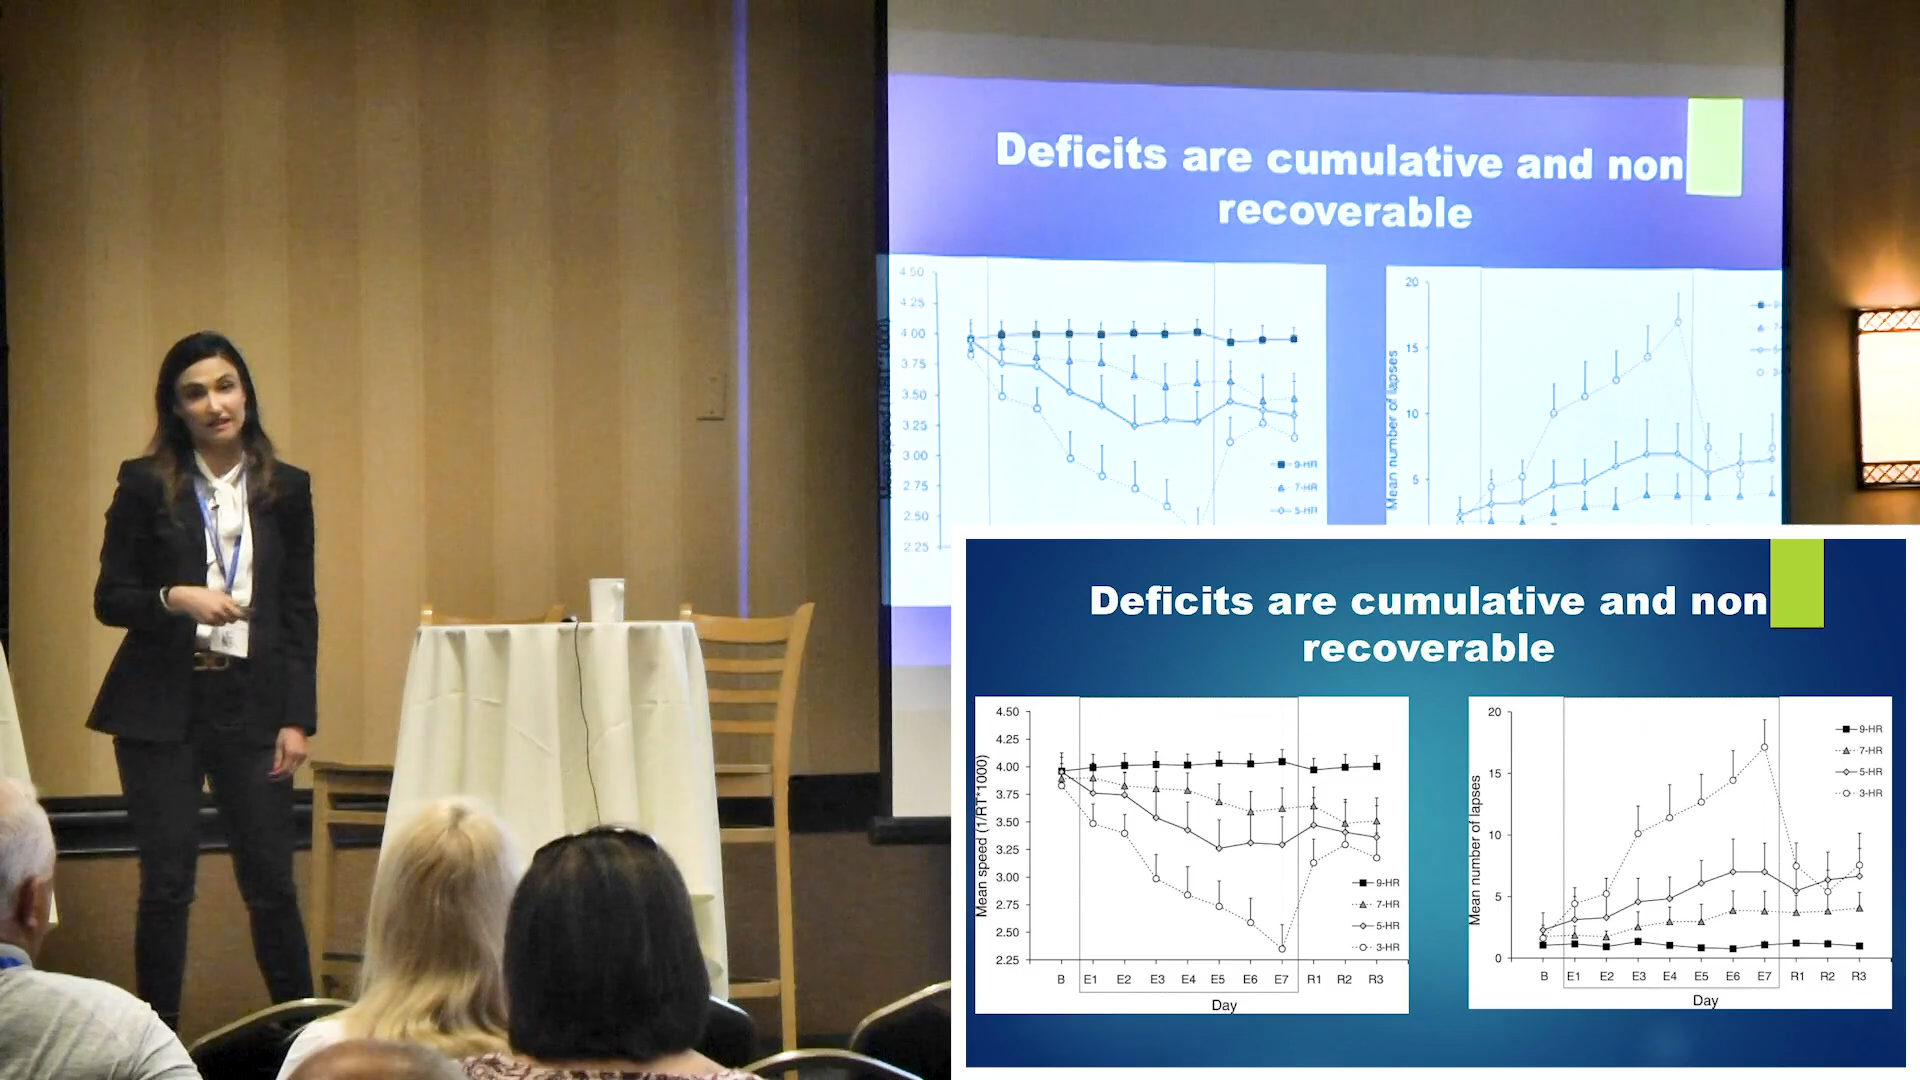 Deficits are cumulative and non
recoverable
4.50
4.25
4.00
3.75
3.50
3.25
3.00
2.75
2.50
2.25
9-HR
7-HR
5-HR
20
15
10
5
Mean number of lapses
Deficits are cumulative and non
recoverable
Mean speed (1/RT*1000)
4.50
4.25
4.00
3.75
3.50
3.25
3.00
2.75
2.50
2.25
9-HR
7-HR
5-HR
3-HR
B E1 E2 E3 E4 E5 E6 E7 R1 R2 R3
Day
Mean number of lapses
20
15
10
5
0
9-HR
7-HR
5-HR
3-HR
B E1 E2 E3 E4 E5 E6 E7 R1 R2 R3
Day